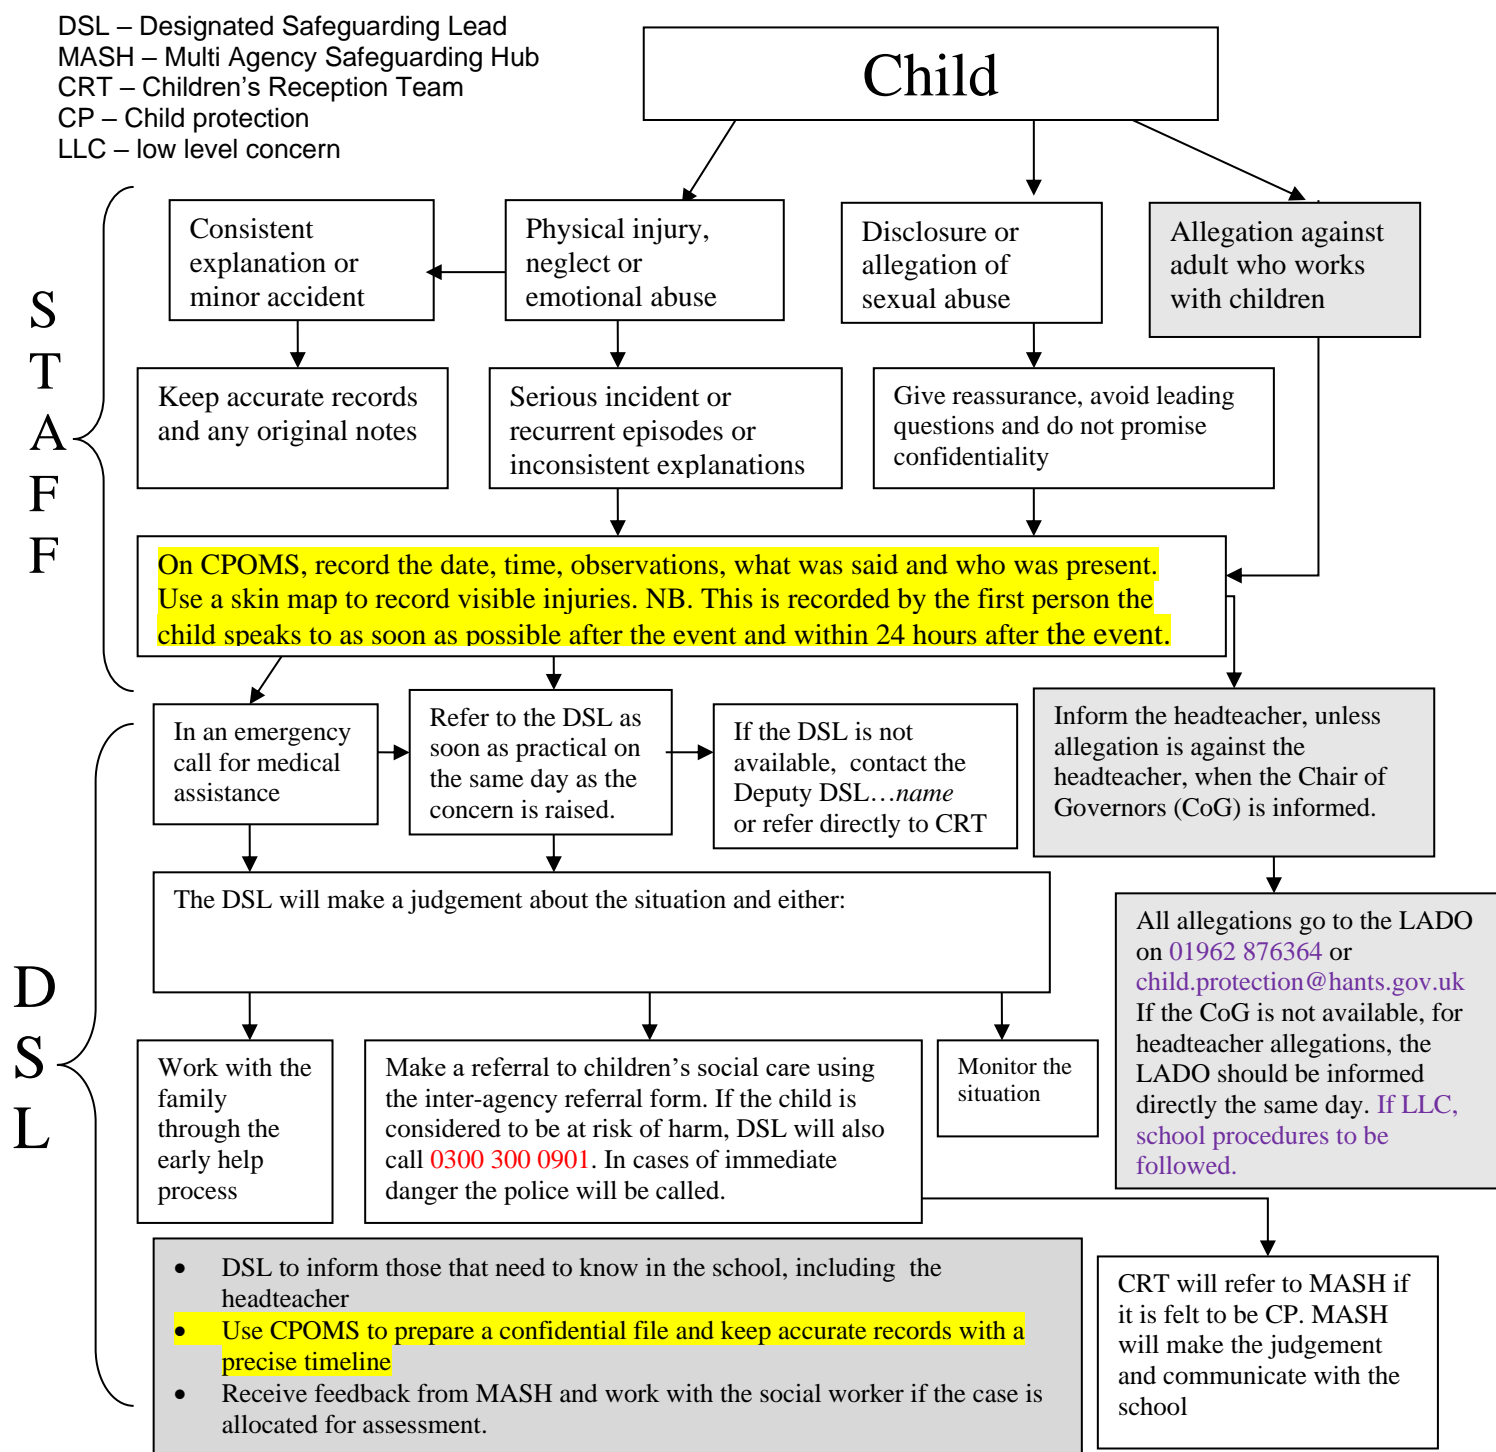 DSL – Designated Safeguarding Lead
MASH – Multi Agency Safeguarding Hub
CRT – Children’s Reception Team
CP – Child protection
LLC – low level concern
Child
S
T
A
F
F
Consistent
explanation or
minor accident
Physical injury,
neglect or
emotional abuse
Disclosure or
allegation of
sexual abuse
Allegation against
adult who works
with children
Keep accurate records
and any original notes
Serious incident or
recurrent episodes or
inconsistent explanations
Give reassurance, avoid leading
questions and do not promise
confidentiality
On CPOMS, record the date, time, observations, what was said and who was present.
Use a skin map to record visible injuries. NB. This is recorded by the first person the
child speaks to as soon as possible after the event and within 24 hours after the event.
D
S
L
In an emergency
call for medical
assistance
Refer to the DSL as
soon as practical on
the same day as the
concern is raised.
If the DSL is not
available, contact the
Deputy DSL…name
or refer directly to CRT
Inform the headteacher, unless
allegation is against the
headteacher, when the Chair of
Governors (CoG) is informed.
The DSL will make a judgement about the situation and either:
All allegations go to the LADO
on 01962 876364 or
child.protection@hants.gov.uk
If the CoG is not available, for
headteacher allegations, the
LADO should be informed
directly the same day. If LLC,
school procedures to be
followed.
Work with the
family
through the
early help
process
Make a referral to children’s social care using
the inter-agency referral form. If the child is
considered to be at risk of harm, DSL will also
call 0300 300 0901. In cases of immediate
danger the police will be called.
Monitor the
situation
• DSL to inform those that need to know in the school, including the
headteacher
• Use CPOMS to prepare a confidential file and keep accurate records with a
precise timeline
• Receive feedback from MASH and work with the social worker if the case is
allocated for assessment.
CRT will refer to MASH if
it is felt to be CP. MASH
will make the judgement
and communicate with the
school